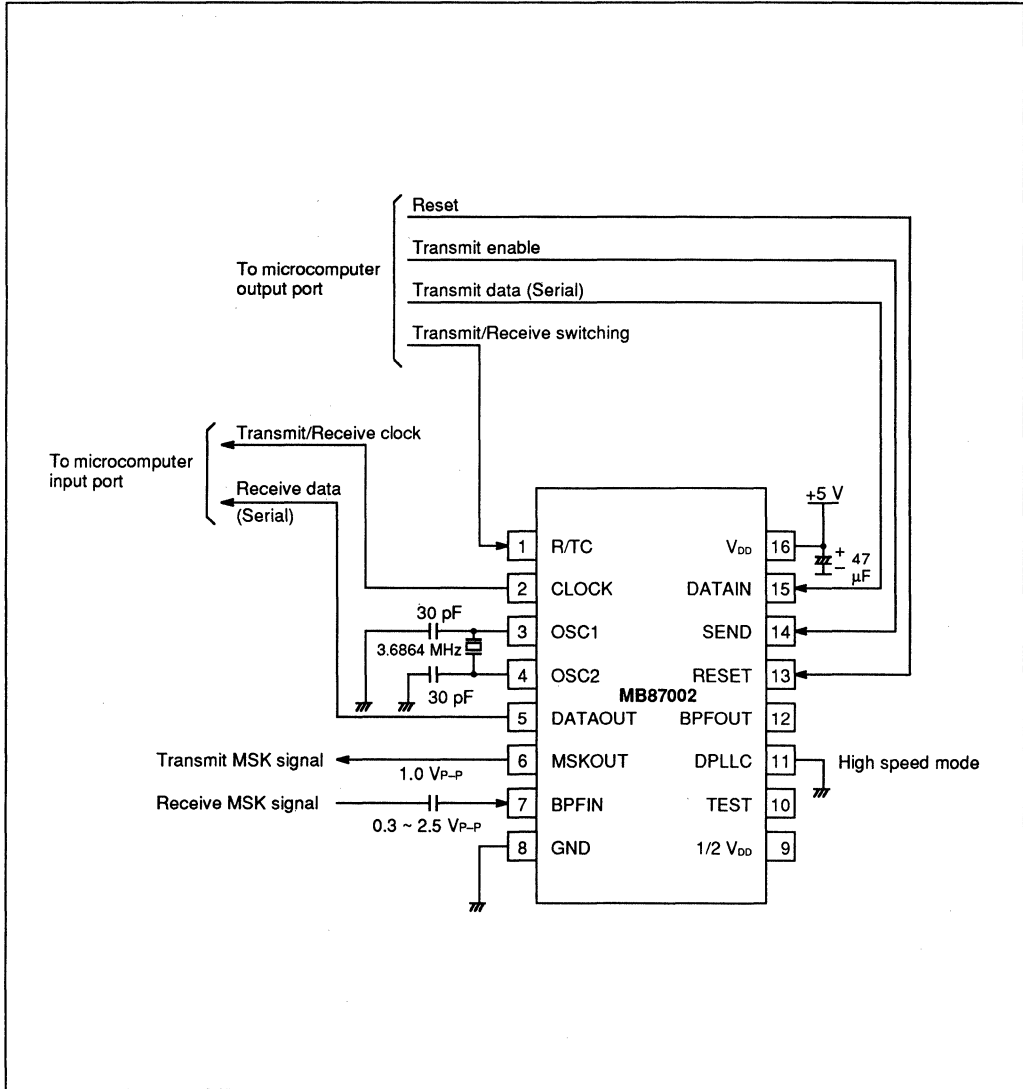 Reset
Transmit enable
To microcomputer
output port
Transmit data (Serial)
Transmit/Receive switching
Transmit/Receive clock
To microcomputer
input port
Receive data
(Serial)
+5 V
1 R/TC VDD 16
+
−
47
µF
2 CLOCK DATAIN 15
30 pF
3 OSC1 SEND 14
3.6864 MHz
4 OSC2 RESET 13
30 pF
MB87002
5 DATAOUT BPFOUT 12
Transmit MSK signal 6 MSKOUT DPLLC 11 High speed mode
1.0 VP–P
Receive MSK signal 7 BPFIN TEST 10
0.3 ~ 2.5 VP–P
8 GND 1/2 VDD 9